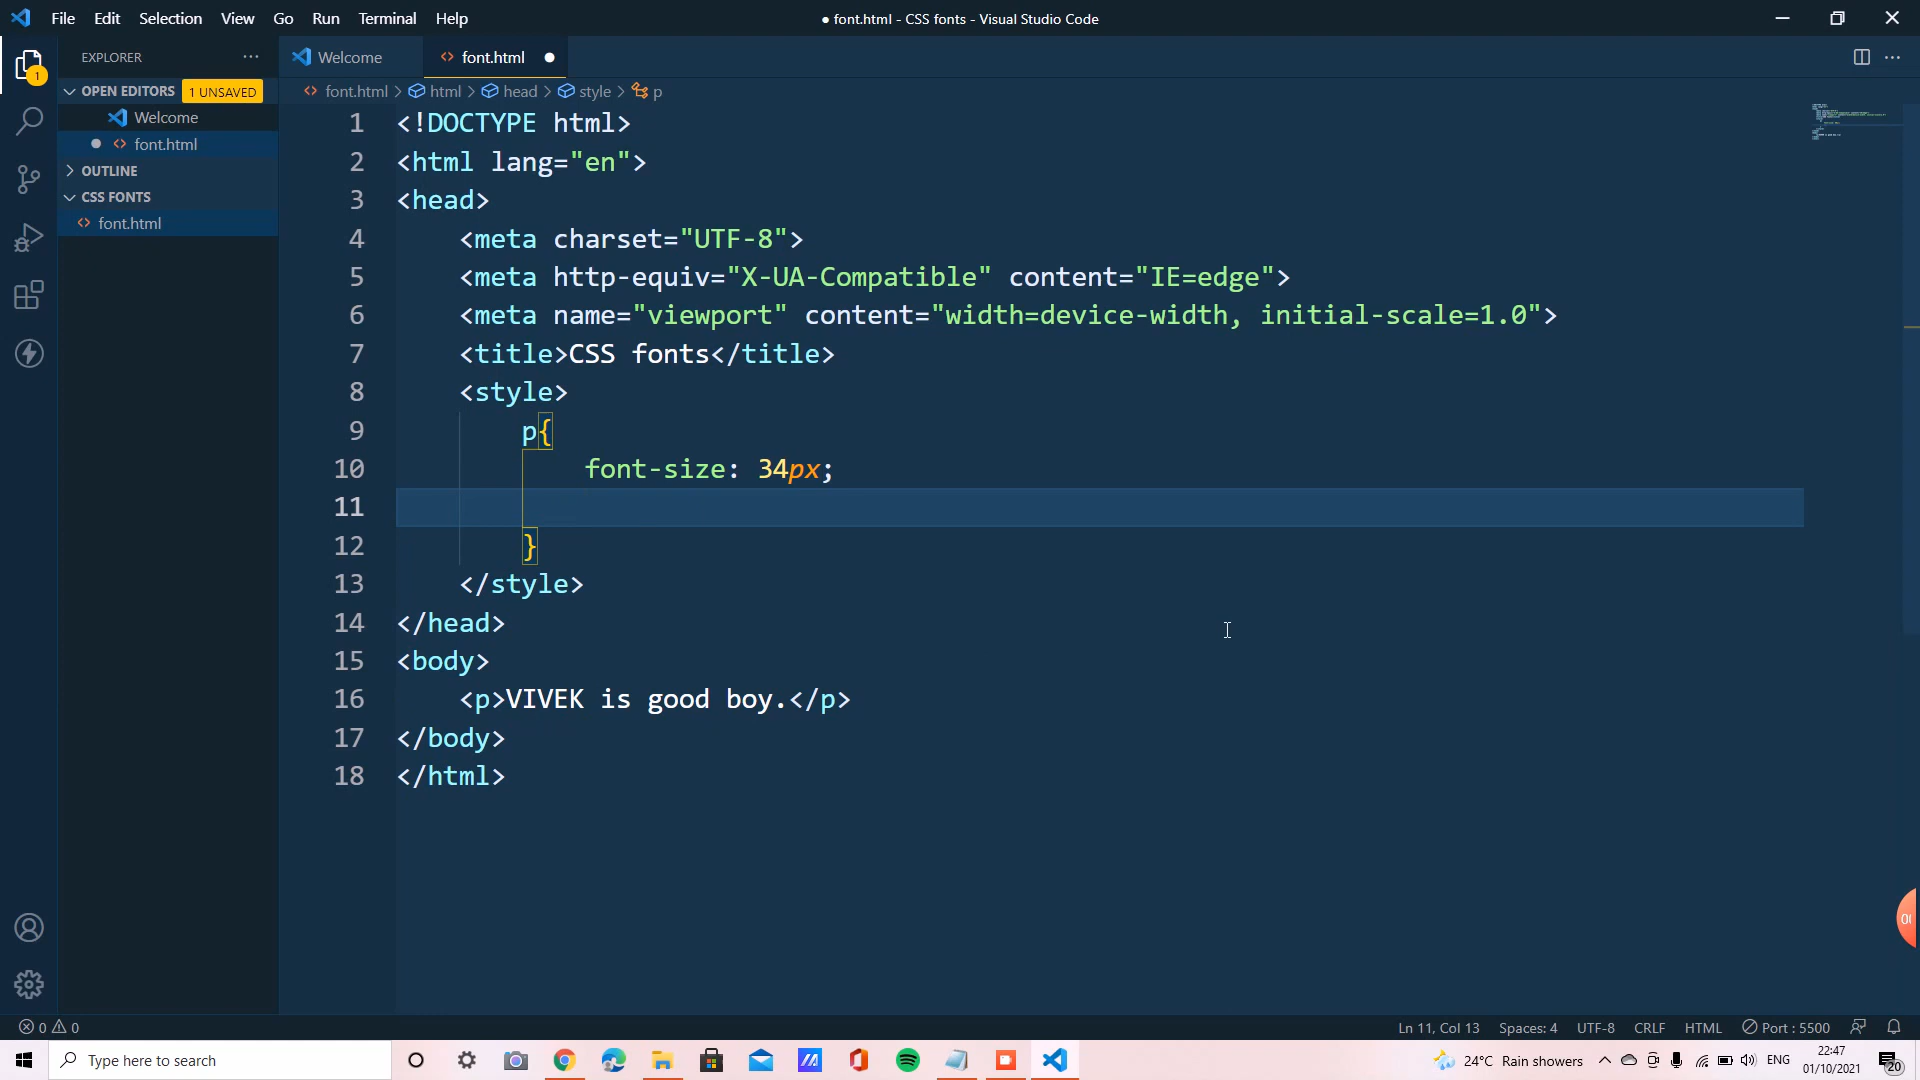 File Edit Selection View Go Run Terminal Help
● font.html - CSS fonts - Visual Studio Code
EXPLORER
Welcome
font.html
1
OPEN EDITORS
1 UNSAVED
font.html > html > head > style > p
Welcome
font.html
OUTLINE
CSS FONTS
font.html
1 <!DOCTYPE html>
2 <html lang="en">
3 <head>
4 <meta charset="UTF-8">
5 <meta http-equiv="X-UA-Compatible" content="IE=edge">
6 <meta name="viewport" content="width=device-width, initial-scale=1.0">
7 <title>CSS fonts</title>
8 <style>
9 p{
10 font-size: 34px;
11
12 }
13 </style>
14 </head>
15 <body>
16 <p>VIVEK is good boy.</p>
17 </body>
18 </html>
0 0
Ln 11, Col 13 Spaces: 4 UTF-8 CRLF HTML Port : 5500
Type here to search
24°C Rain showers
ENG
22:47
01/10/2021
20